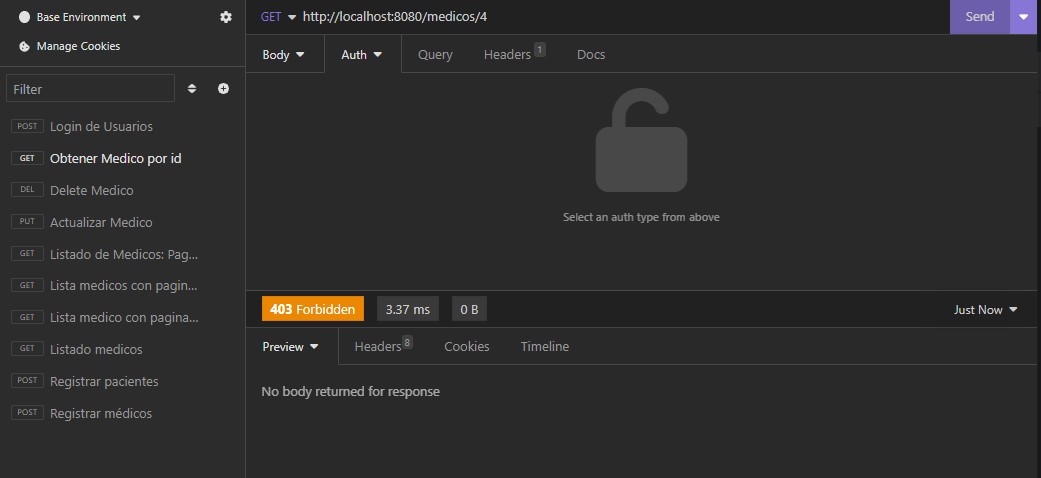 Base Environment
Manage Cookies
Filter
POST Login de Usuarios
GET Obtener Medico por id
DEL Delete Medico
PUT Actualizar Medico
GET Listado de Medicos: Pag...
GET Lista medicos con pagin...
GET Lista medico con pagina...
GET Listado medicos
POST Registrar pacientes
POST Registrar médicos
GET http://localhost:8080/medicos/4 Send
Body Auth Query Headers 1 Docs
Select an auth type from above
403 Forbidden 3.37 ms 0 B Just Now
Preview Headers 8 Cookies Timeline
No body returned for response